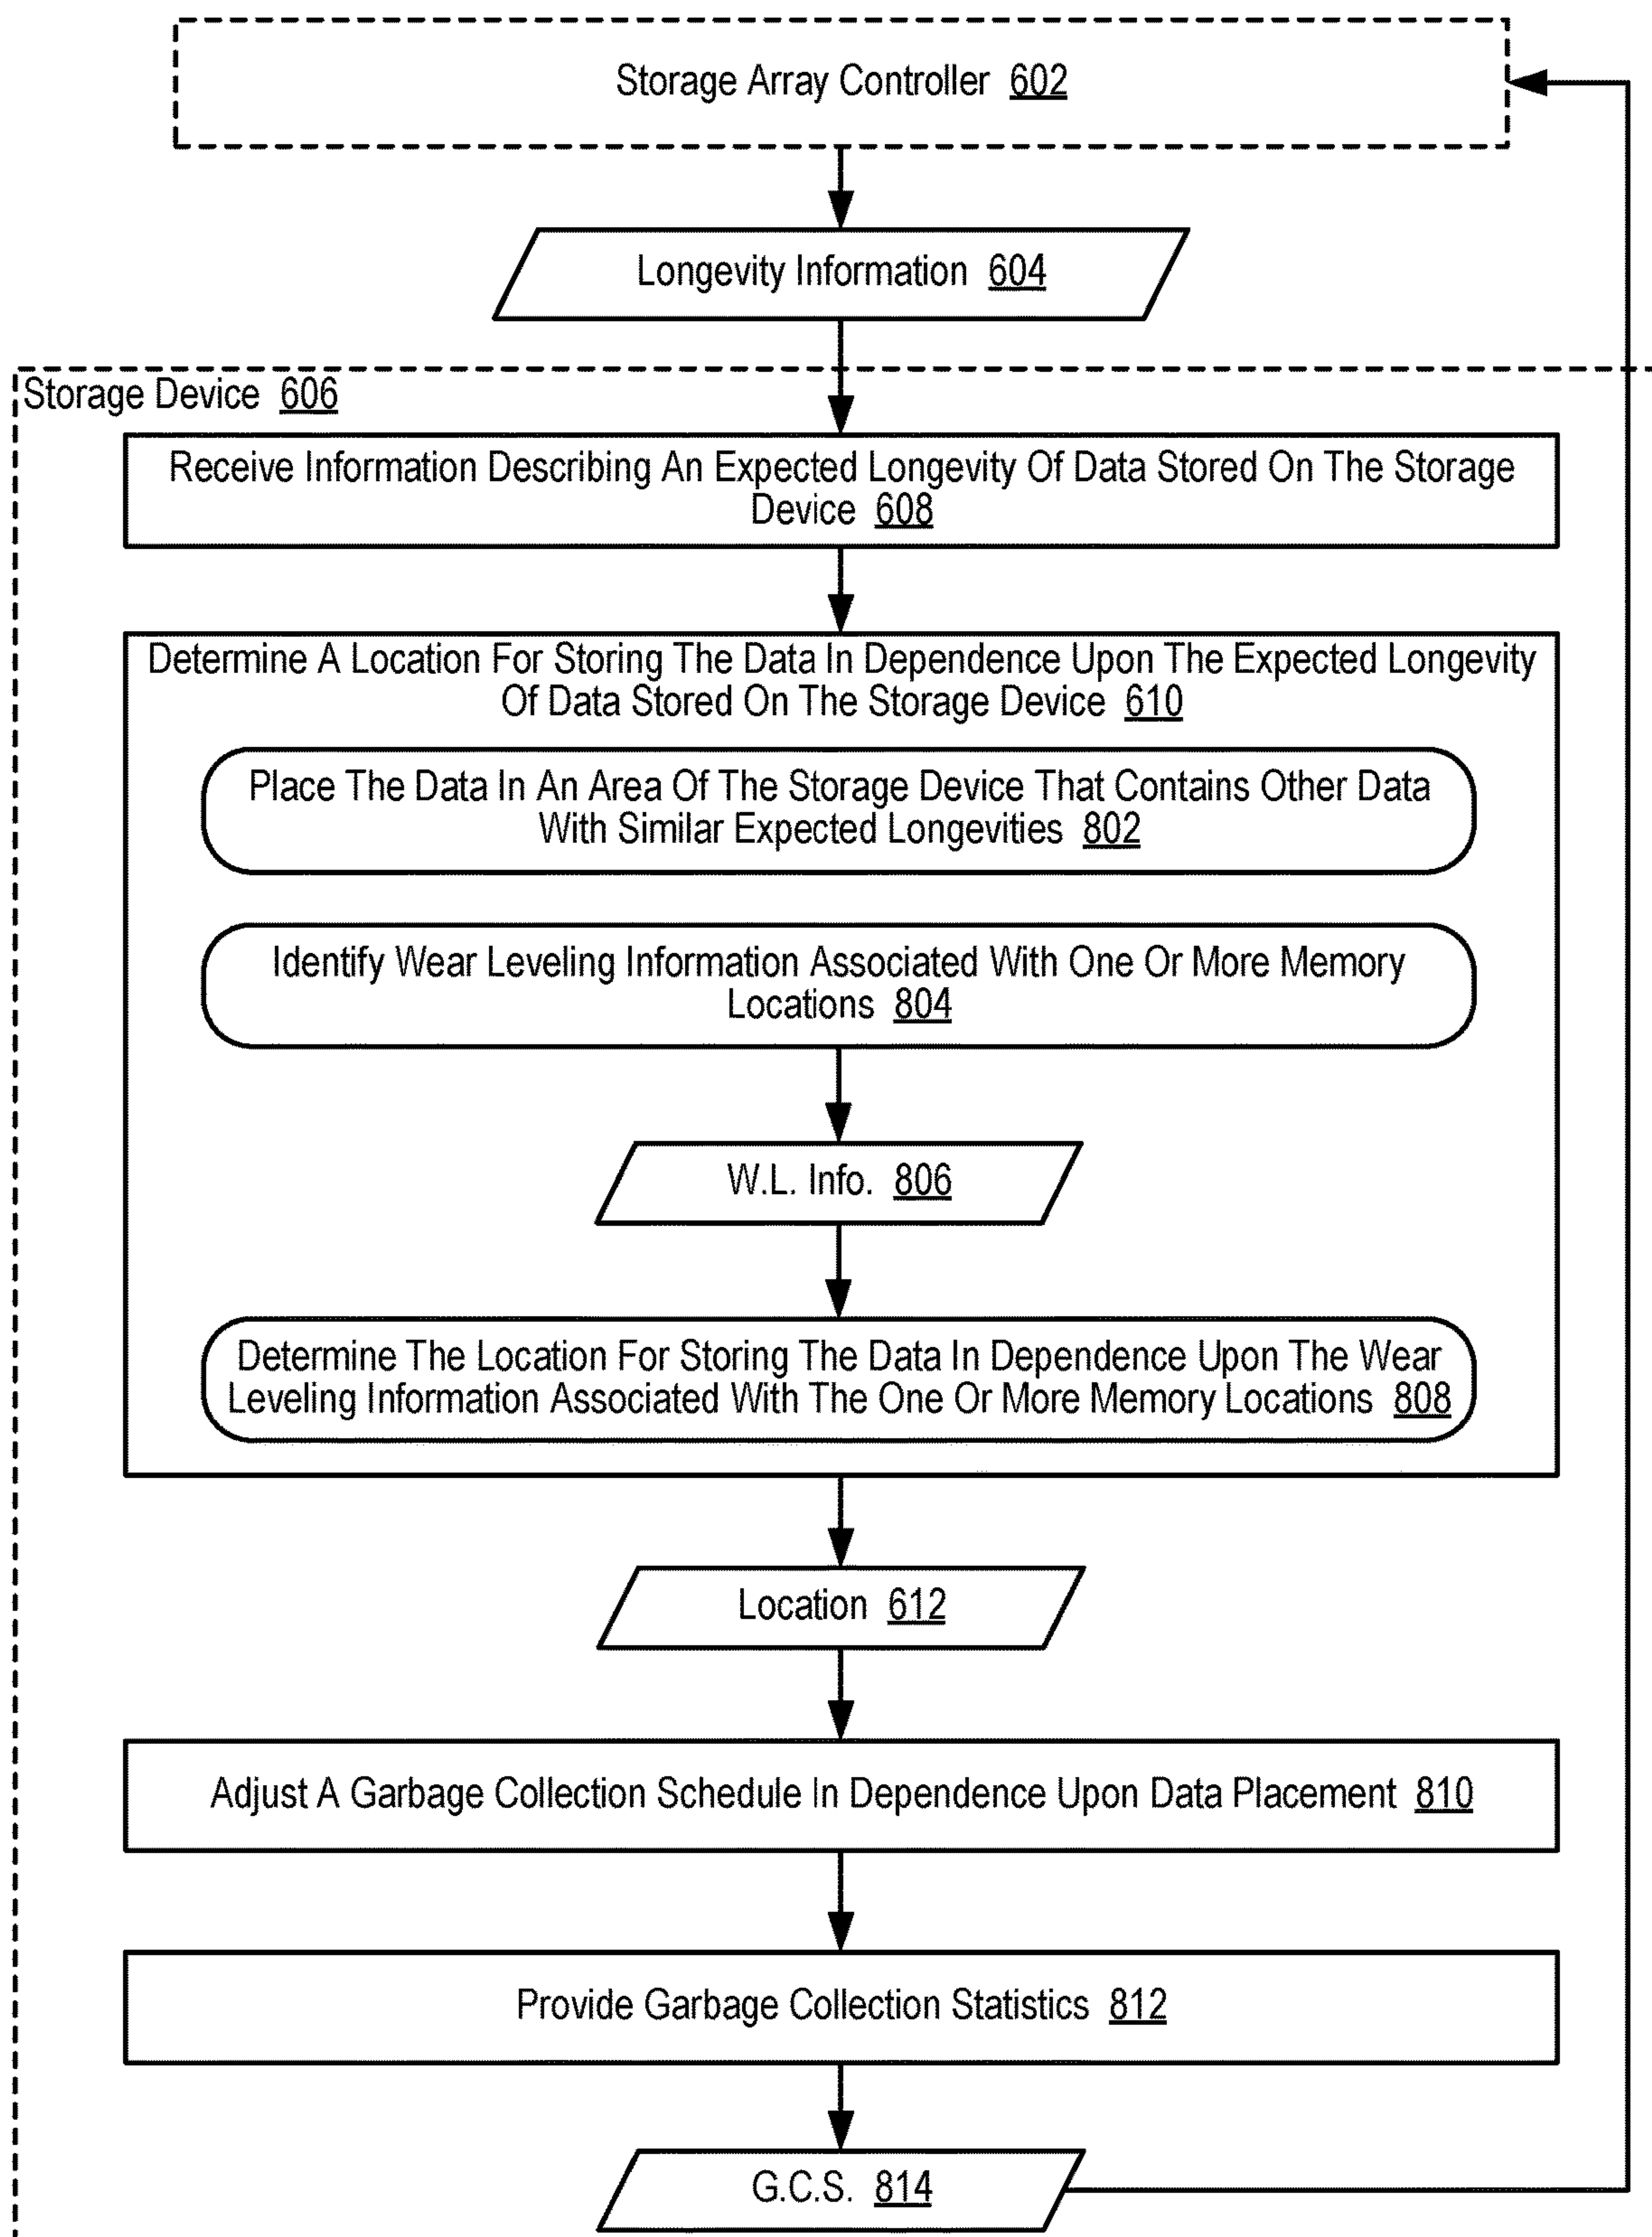 Storage Array Controller 602
Longevity Information 604
Storage Device 606
Receive Information Describing An Expected Longevity Of Data Stored On The Storage
Device 608
Determine A Location For Storing The Data In Dependence Upon The Expected Longevity
Of Data Stored On The Storage Device 610
Place The Data In An Area Of The Storage Device That Contains Other Data
With Similar Expected Longevities 802
Identify Wear Leveling Information Associated With One Or More Memory
Locations 804
W.L. Info. 806
Determine The Location For Storing The Data In Dependence Upon The Wear
Leveling Information Associated With The One Or More Memory Locations 808
Location 612
Adjust A Garbage Collection Schedule In Dependence Upon Data Placement 810
Provide Garbage Collection Statistics 812
G.C.S. 814